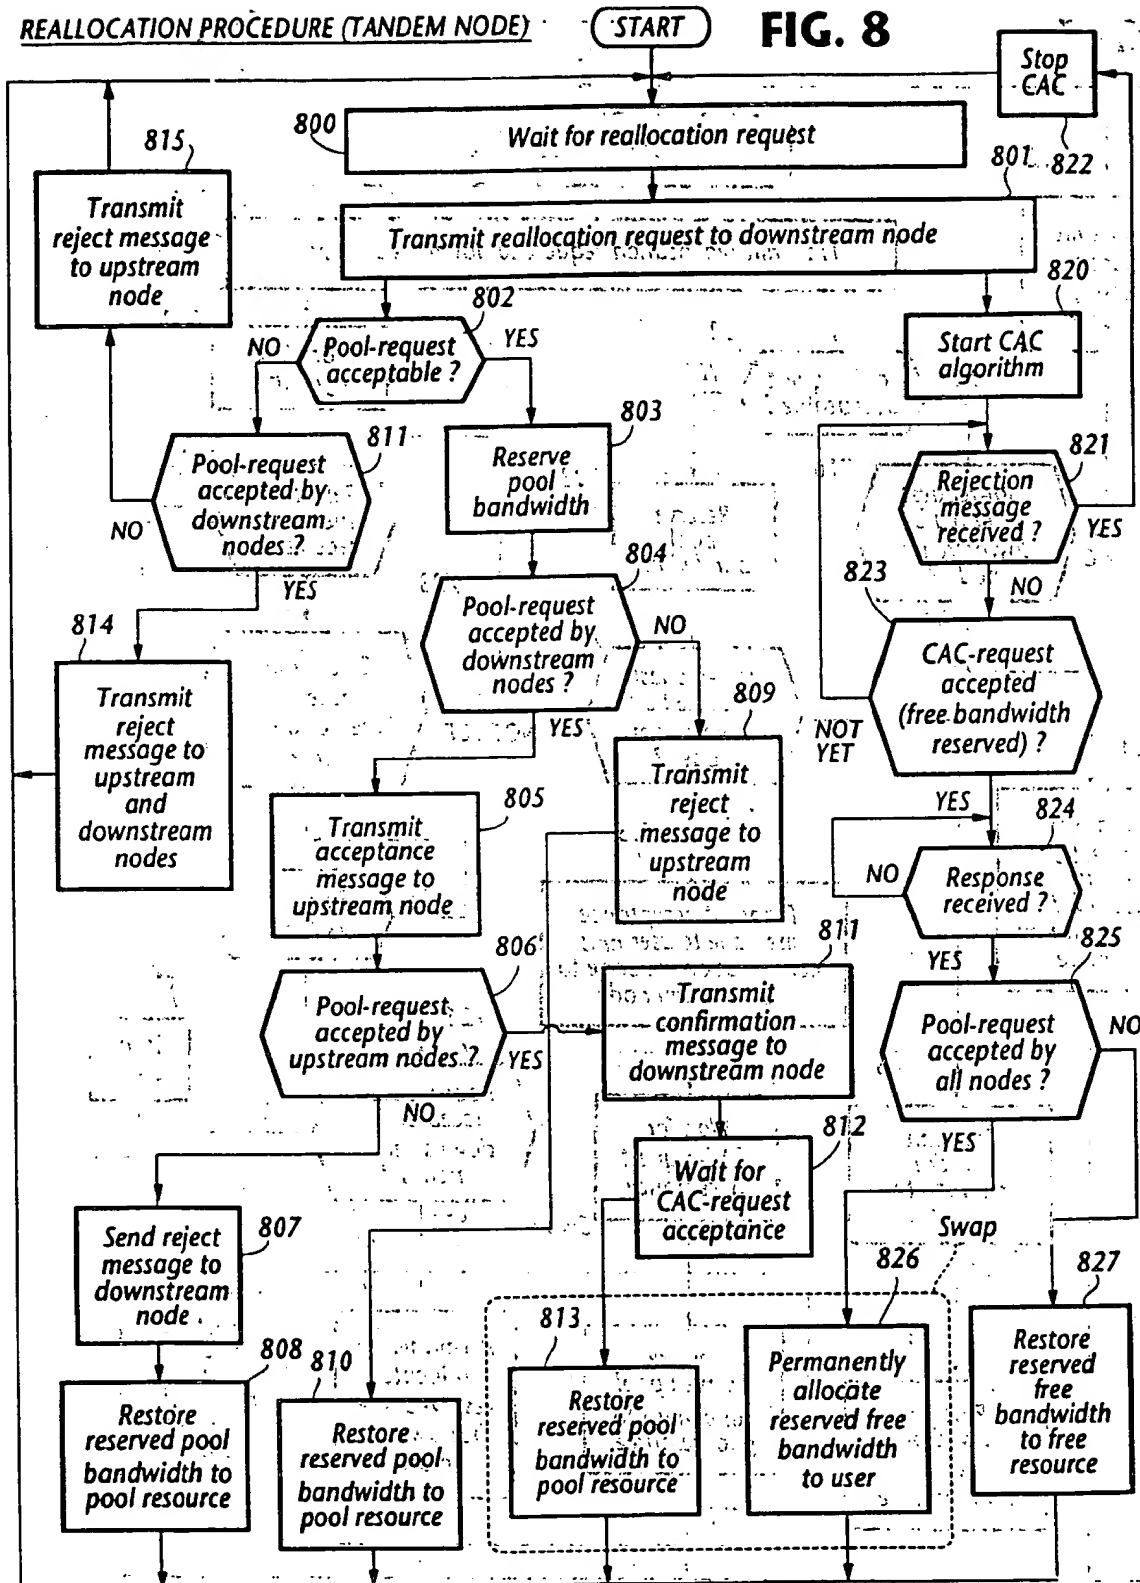 REALLOCATION PROCEDURE (TANDEM NODE)
START
FIG. 8
Stop
CAC
822
800
Wait for reallocation request
801
Transmit reallocation request to downstream node
815
Transmit
reject message
to upstream
node
802
Pool-request
acceptable ?
NO
YES
820
Start CAC
algorithm
811
Pool-request
accepted by
downstream
nodes ?
NO
YES
803
Reserve
pool
bandwidth
821
Rejection
message
received ?
YES
NO
804
Pool-request
accepted by
downstream
nodes ?
NO
YES
823
CAC-request
accepted
(free bandwidth
reserved) ?
NOT
YET
YES
814
Transmit
reject
message to
upstream
and
downstream
nodes
809
Transmit
reject
message to
upstream
node
805
Transmit
acceptance
message to
upstream node
824
Response
received ?
NO
YES
806
Pool-request
accepted by
upstream nodes ?
YES
NO
811
Transmit
confirmation
message to
downstream node
825
Pool-request
accepted by
all nodes ?
NO
YES
812
Wait for
CAC-request
acceptance
807
Send reject
message to
downstream
node
Swap
808
Restore
reserved pool
bandwidth to
pool resource
810
Restore
reserved pool
bandwidth to
pool resource
813
Restore
reserved pool
bandwidth to
pool resource
826
Permanently
allocate
reserved free
bandwidth
to user
827
Restore
reserved
free
bandwidth
to free
resource